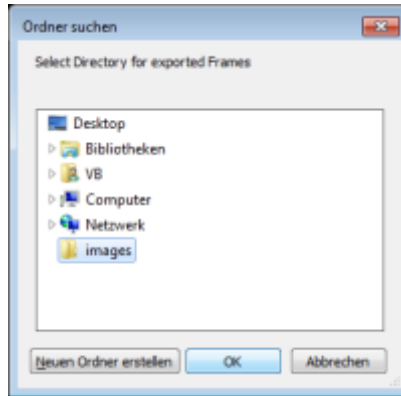 Ordner suchen
Select Directory for exported Frames
Desktop
Bibliotheken
VB
Computer
Netzwerk
images
Neuen Ordner erstellen
OK
Abbrechen